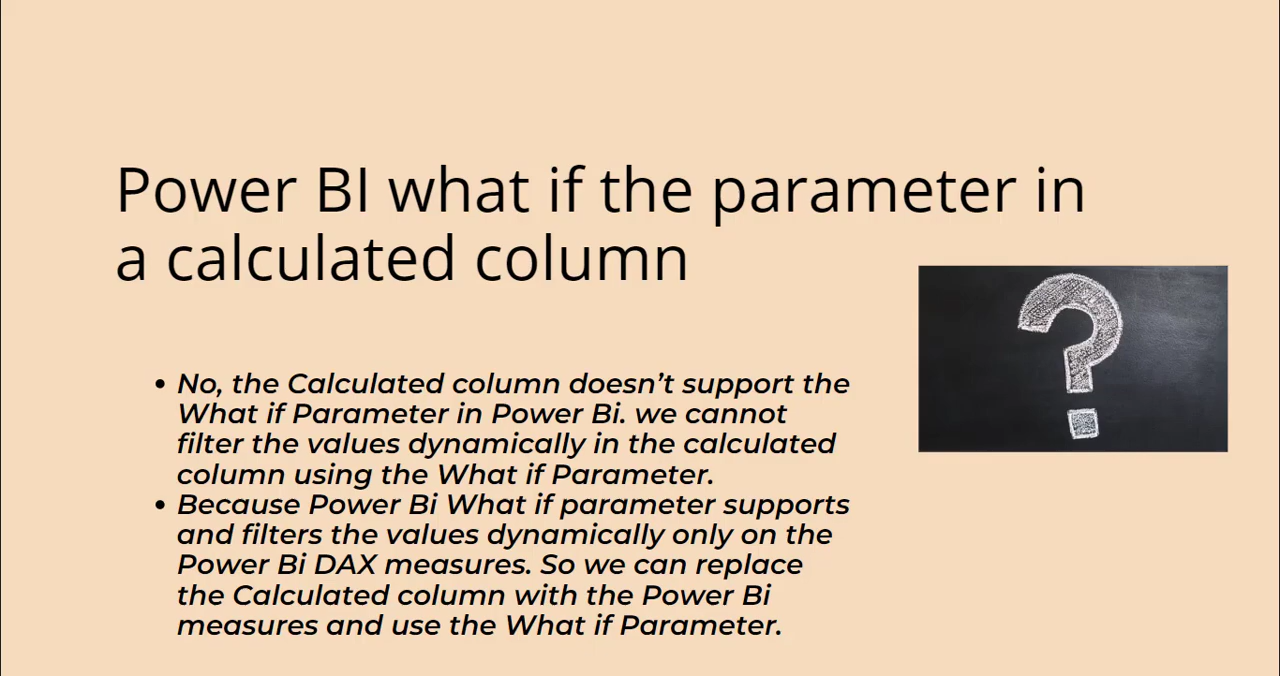 Power BI what if the parameter in
a calculated column
• No, the Calculated column doesn’t support the
What if Parameter in Power Bi. we cannot
filter the values dynamically in the calculated
column using the What if Parameter.
• Because Power Bi What if parameter supports
and filters the values dynamically only on the
Power Bi DAX measures. So we can replace
the Calculated column with the Power Bi
measures and use the What if Parameter.
?